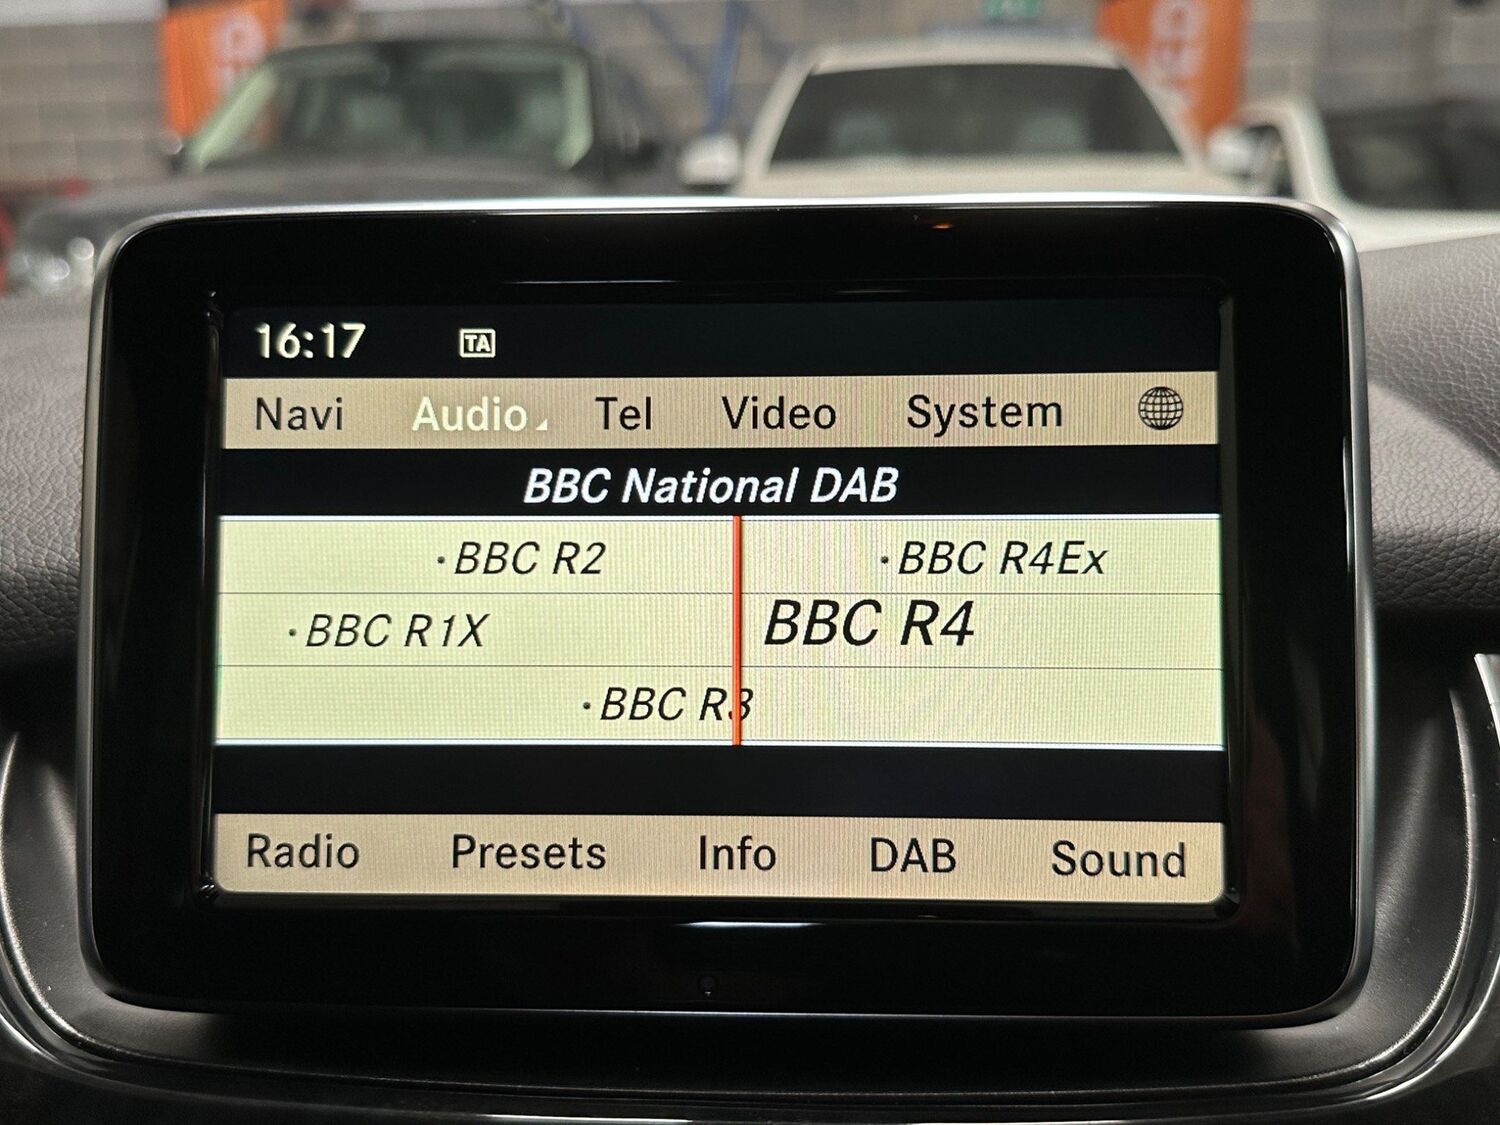 16:17 TA
Navi Audio Tel Video System
BBC National DAB
·BBC R2 ·BBC R4Ex
·BBC R1X BBC R4
·BBC R3
Radio Presets Info DAB Sound